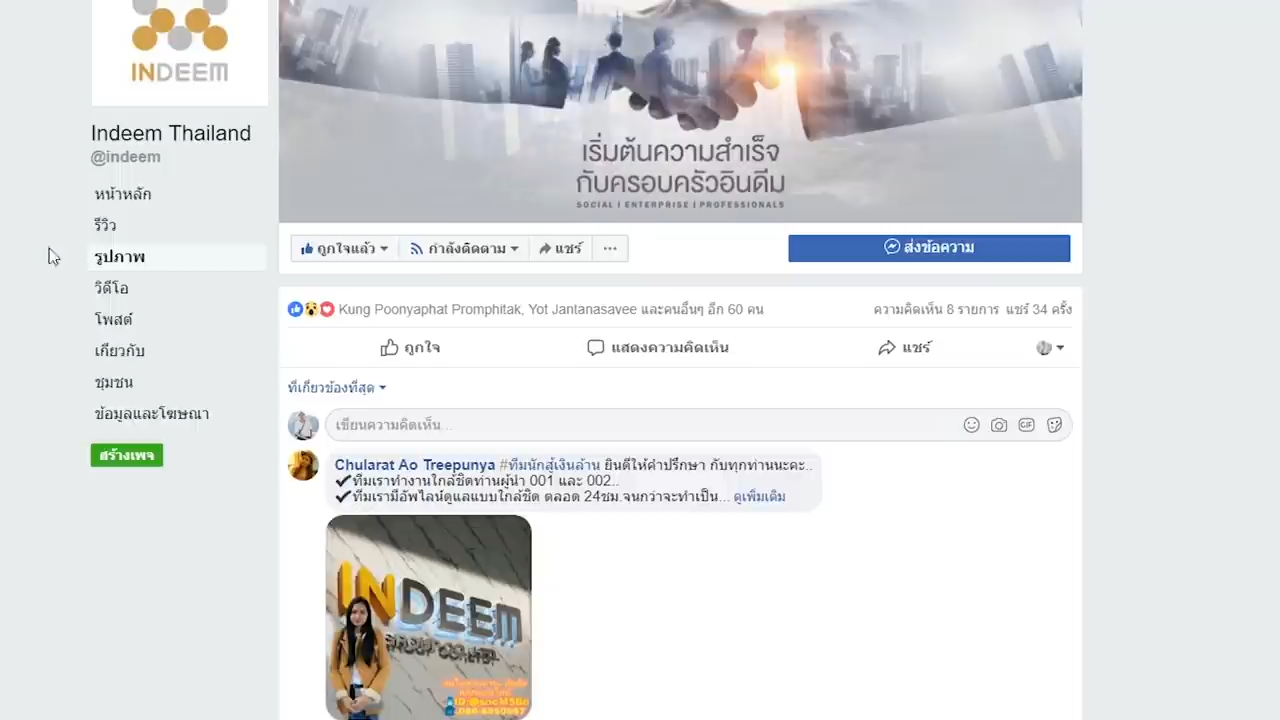 INDEEM
เริ่มต้นความสำเร็จ
กับครอบครัวอินดีม
SOCIAL | ENTERPRISE | PROFESSIONALS
Indeem Thailand
@indeem
หน้าหลัก
รีวิว
รูปภาพ
วิดีโอ
โพสต์
เกี่ยวกับ
ชุมชน
ข้อมูลและโฆษณา
สร้างเพจ
ถูกใจแล้ว กำลังติดตาม แชร์ ... ส่งข้อความ
Kung Poonyaphat Promphitak, Yot Jantanasavee และคนอื่นๆ อีก 60 คน ความคิดเห็น 8 รายการ แชร์ 34 ครั้ง
ถูกใจ แสดงความคิดเห็น แชร์
ที่เกี่ยวข้องที่สุด
เขียนความคิดเห็น... GIF
Chularat Ao Treepunya #ทีมนักสู้เงินล้าน ยินดีให้คำปรึกษา กับทุกท่านนะคะ..
✔ทีมเราทำงานใกล้ชิดท่านผู้นำ 001 และ 002..
✔ทีมเรามีอัพไลน์ดูแลแบบใกล้ชิด ตลอด 24ชม.จนกว่าจะทำเป็น... ดูเพิ่มเติม
INDEEM